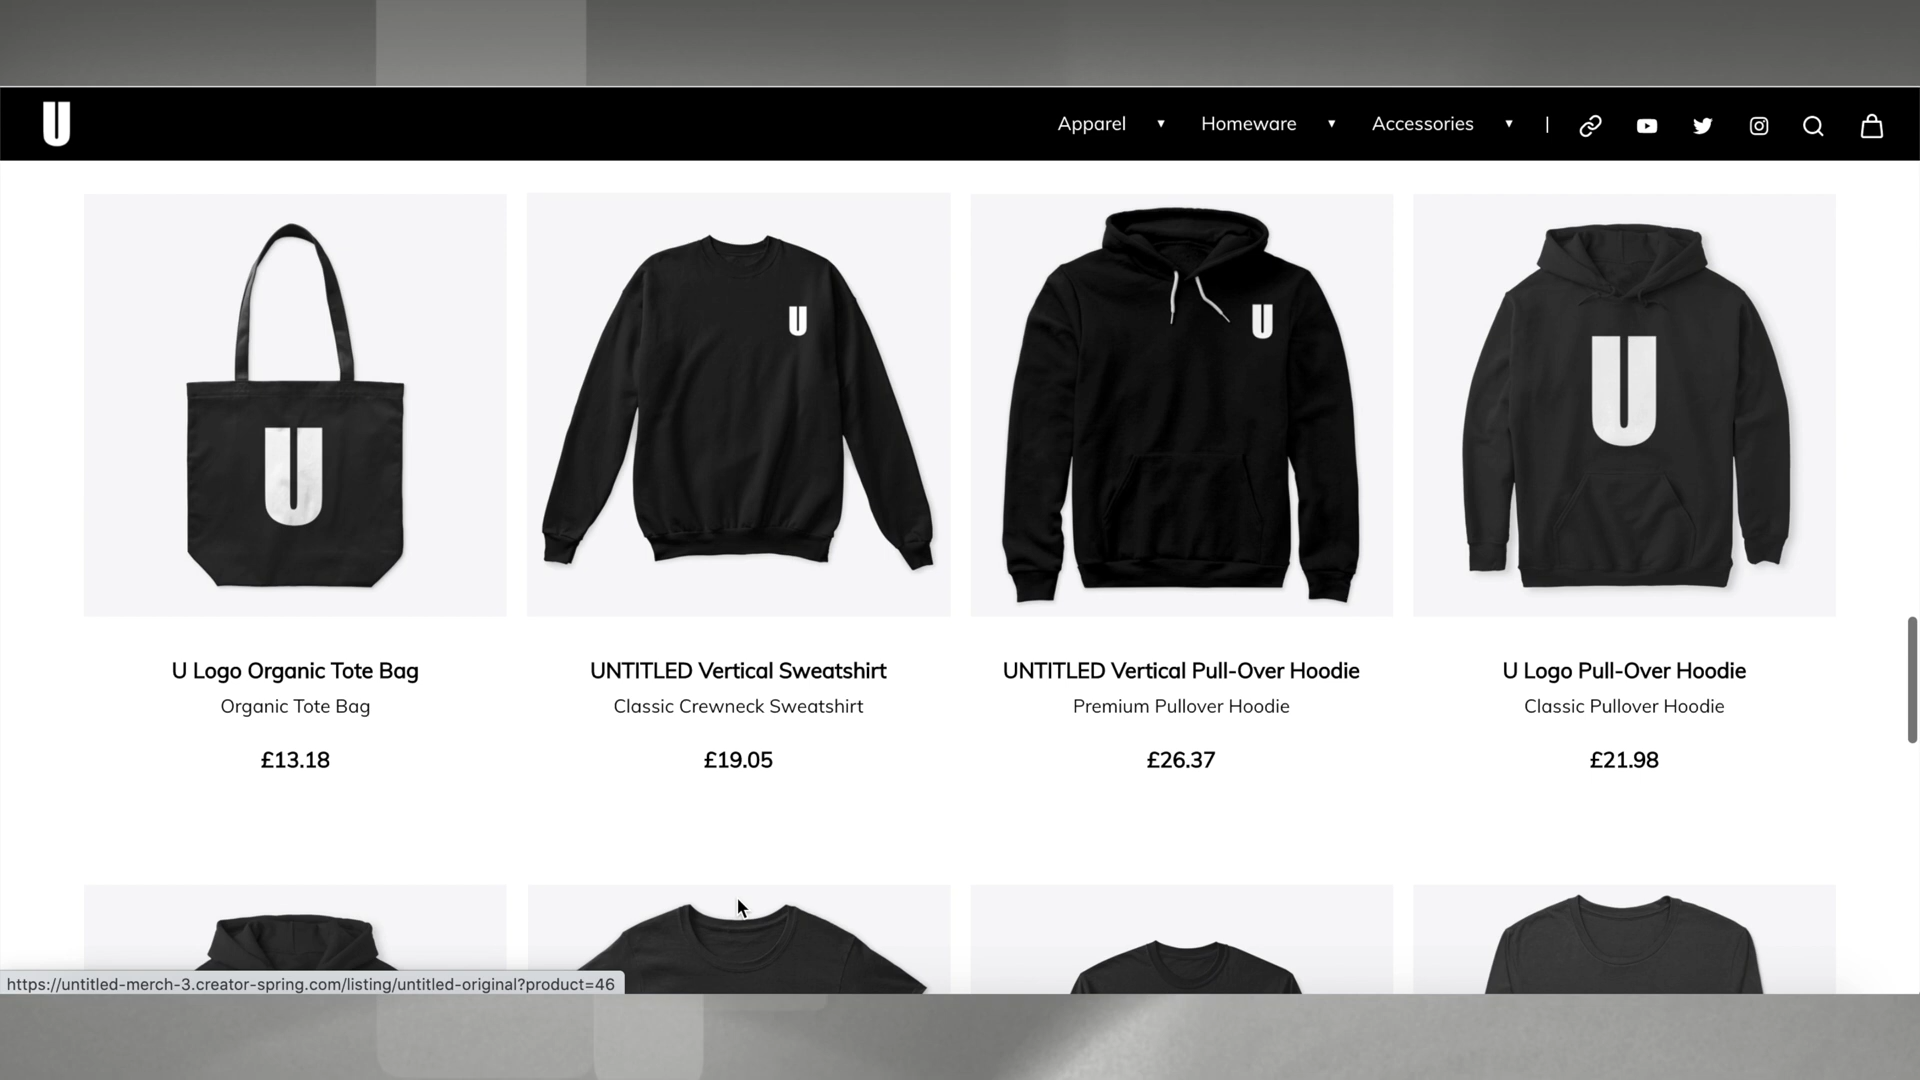 U
Apparel ▼ Homeware ▼ Accessories ▼ |
U
U
U
U
U Logo Organic Tote Bag
Organic Tote Bag
£13.18
UNTITLED Vertical Sweatshirt
Classic Crewneck Sweatshirt
£19.05
UNTITLED Vertical Pull-Over Hoodie
Premium Pullover Hoodie
£26.37
U Logo Pull-Over Hoodie
Classic Pullover Hoodie
£21.98
https://untitled-merch-3.creator-spring.com/listing/untitled-original?product=46